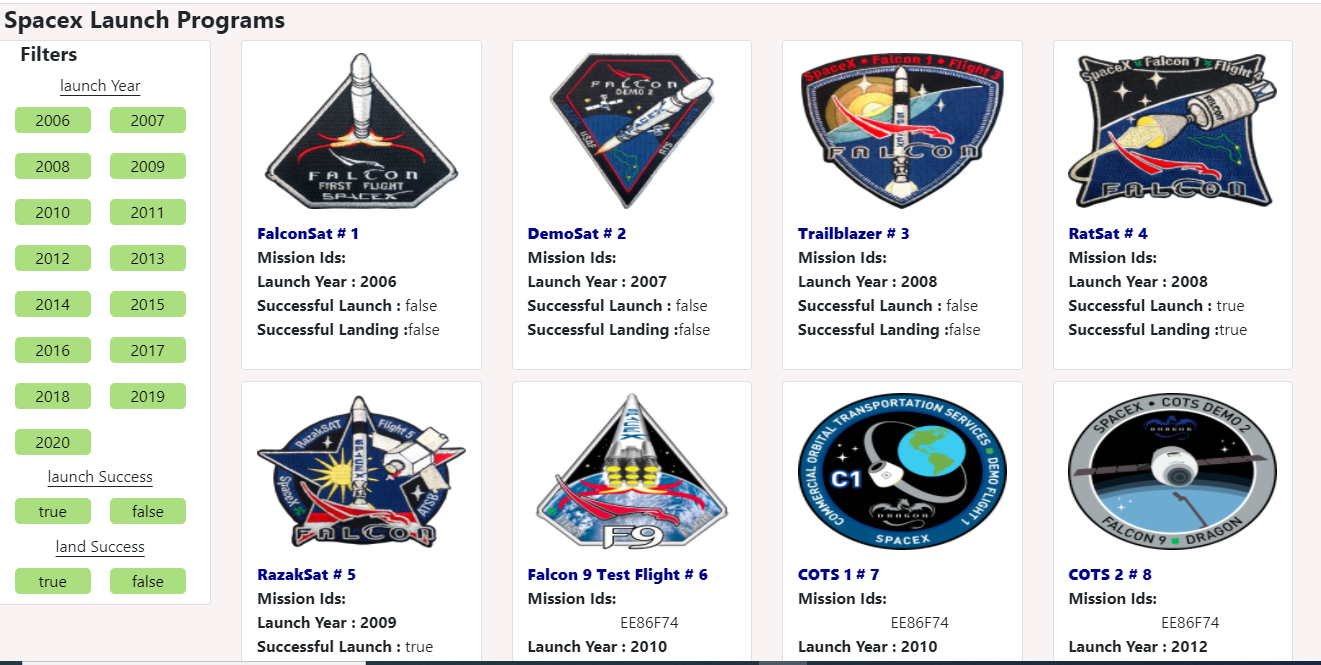 Spacex Launch Programs
Filters
launch Year
2006 2007
2008 2009
2010 2011
2012 2013
2014 2015
2016 2017
2018 2019
2020
launch Success
true false
land Success
true false
FALCON
FIRST FLIGHT
SPACEX
FalconSat # 1
Mission Ids:
Launch Year : 2006
Successful Launch : false
Successful Landing :false
FALCON
DEMO 2
USAF
SPACEX
DemoSat # 2
Mission Ids:
Launch Year : 2007
Successful Launch : false
Successful Landing :false
SpaceX • Falcon 1 • Flight 3
FALCON
Trailblazer # 3
Mission Ids:
Launch Year : 2008
Successful Launch : false
Successful Landing :false
SpaceX Falcon 1 Flight 4
FALCON
FALCON
RatSat # 4
Mission Ids:
Launch Year : 2008
Successful Launch : true
Successful Landing :true
RazakSAT Flight 5
SpaceX
ATSB
FALCON
RazakSat # 5
Mission Ids:
Launch Year : 2009
Successful Launch : true
F9
Falcon 9 Test Flight # 6
Mission Ids:
EE86F74
Launch Year : 2010
COMMERCIAL ORBITAL TRANSPORTATION SERVICES • DEMO FLIGHT 1
C1
DRAGON
SPACEX
COTS 1 # 7
Mission Ids:
EE86F74
Launch Year : 2010
SPACEX • COTS DEMO 2
DRAGON
FALCON 9 DRAGON
COTS 2 # 8
Mission Ids:
EE86F74
Launch Year : 2012